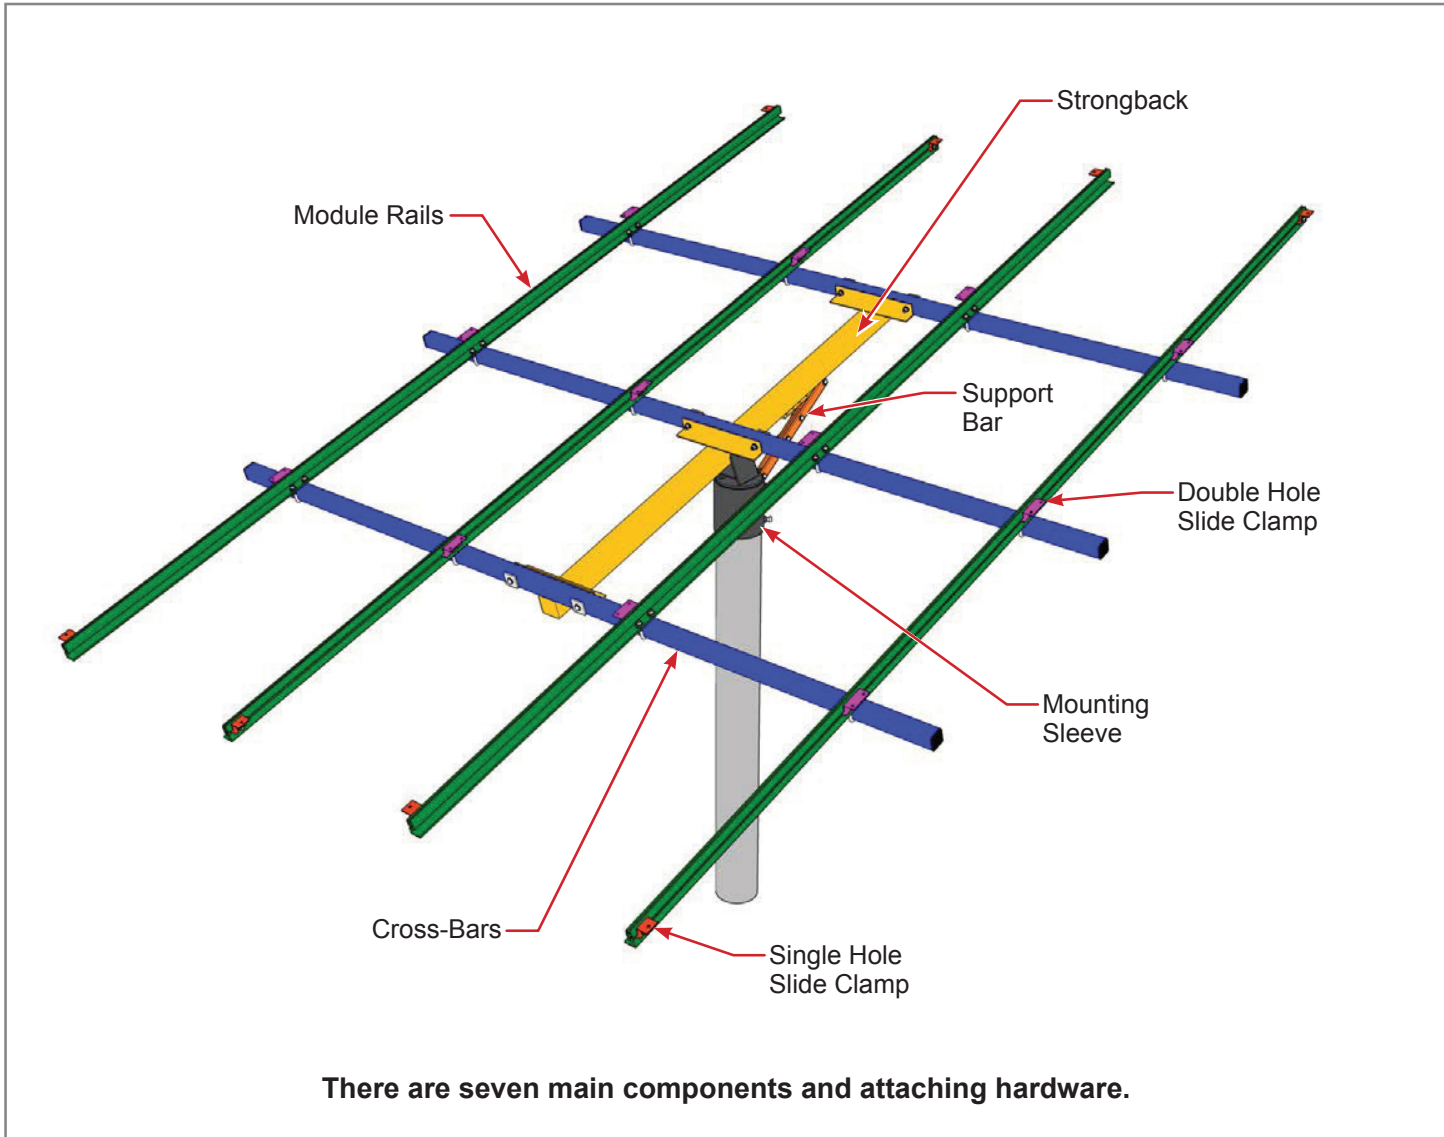 Strongback
Module Rails
Support
Bar
Double Hole
Slide Clamp
Mounting
Sleeve
Cross-Bars
Single Hole
Slide Clamp
There are seven main components and attaching hardware.